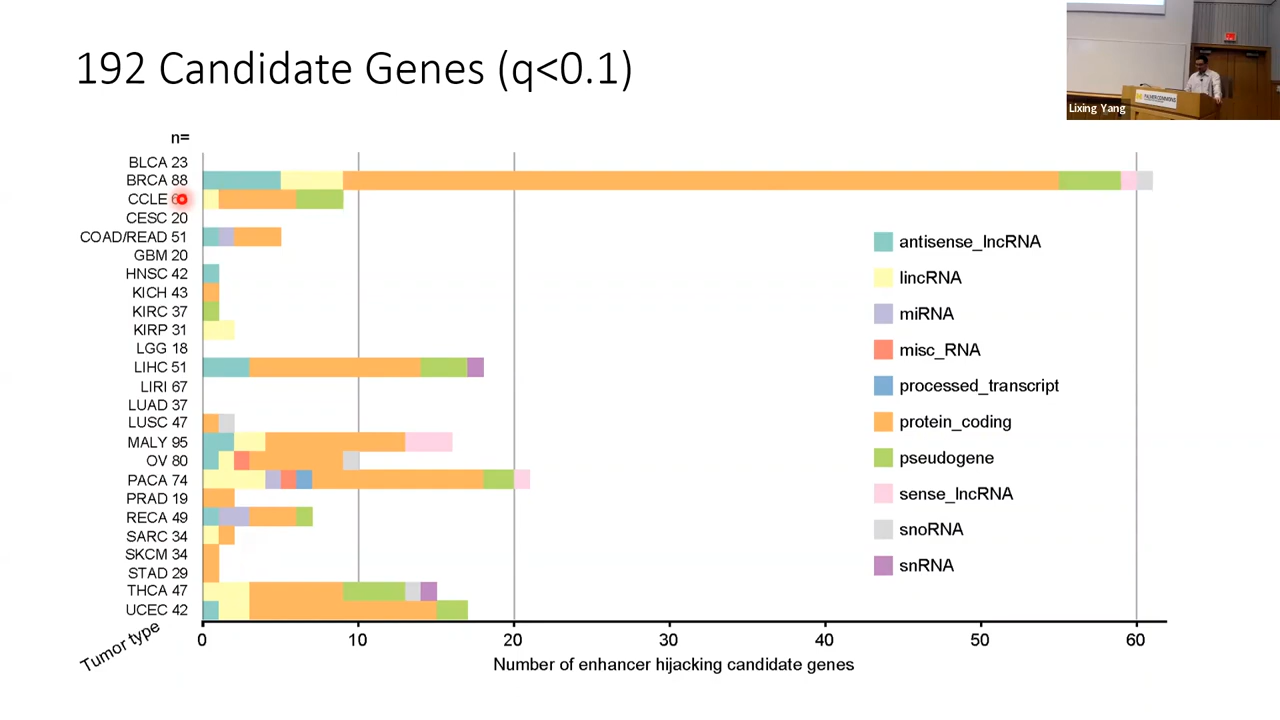 192 Candidate Genes (q<0.1)
Lixing Yang
n=
BLCA 23
BRCA 88
CCLE
CESC 20
COAD/READ 51
GBM 20
HNSC 42
KICH 43
KIRC 37
KIRP 31
LGG 18
LIHC 51
LIRI 67
LUAD 37
LUSC 47
MALY 95
OV 80
PACA 74
PRAD 19
RECA 49
SARC 34
SKCM 34
STAD 29
THCA 47
UCEC 42
Tumor type
0 10 20 30 40 50 60
Number of enhancer hijacking candidate genes
antisense_lncRNA
lincRNA
miRNA
misc_RNA
processed_transcript
protein_coding
pseudogene
sense_lncRNA
snoRNA
snRNA